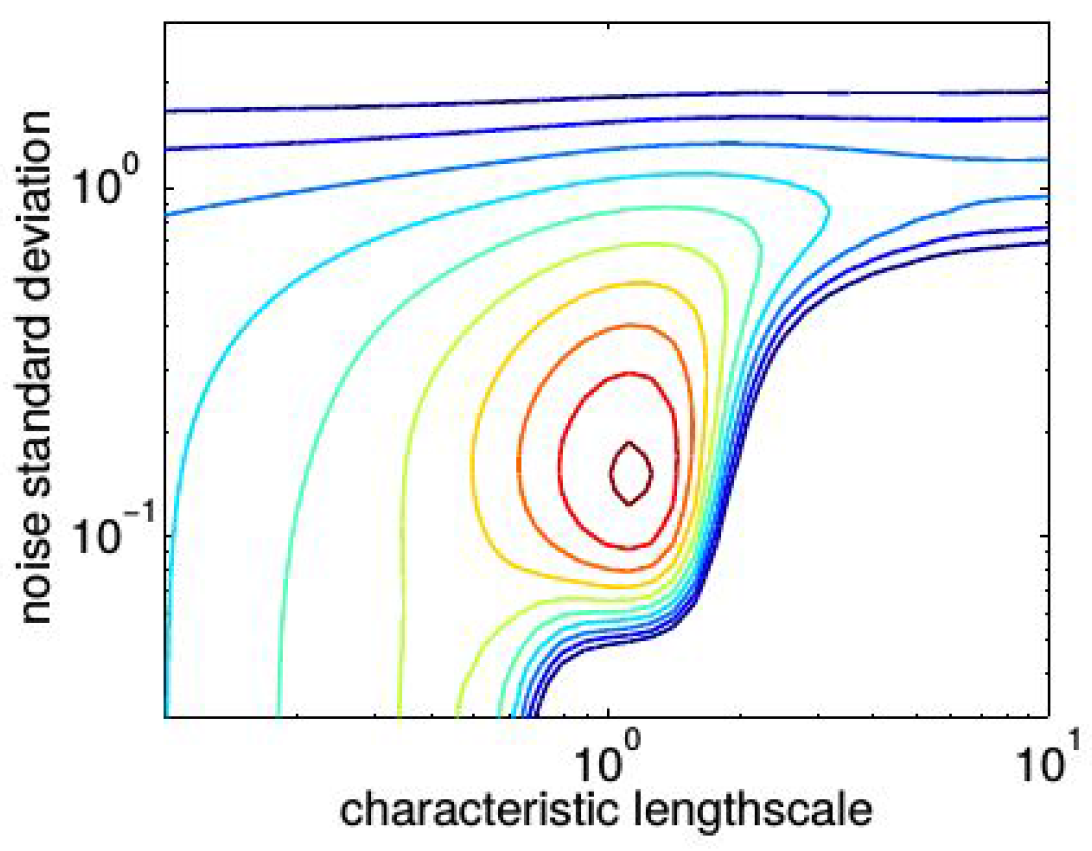 noise standard deviation
10⁰
10⁻¹
10⁰
10¹
characteristic lengthscale